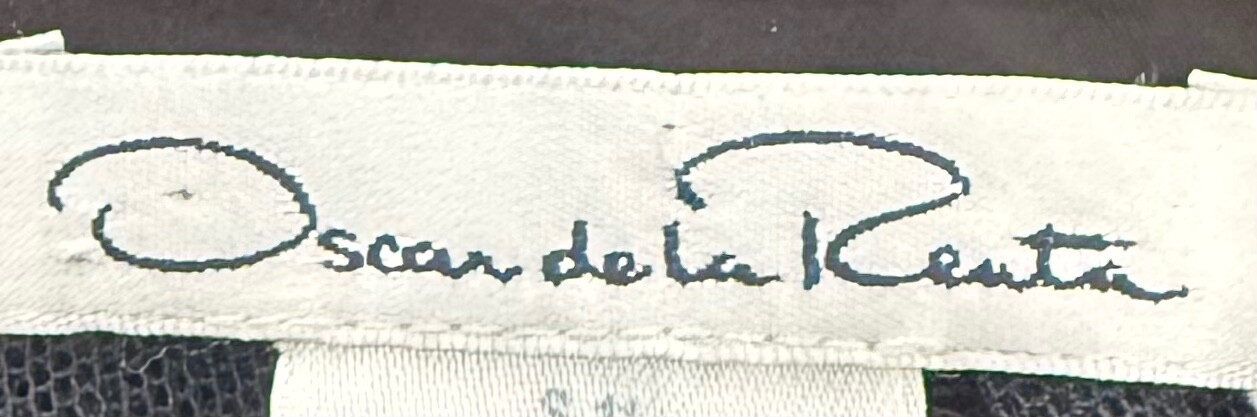 Oscar de la Renta